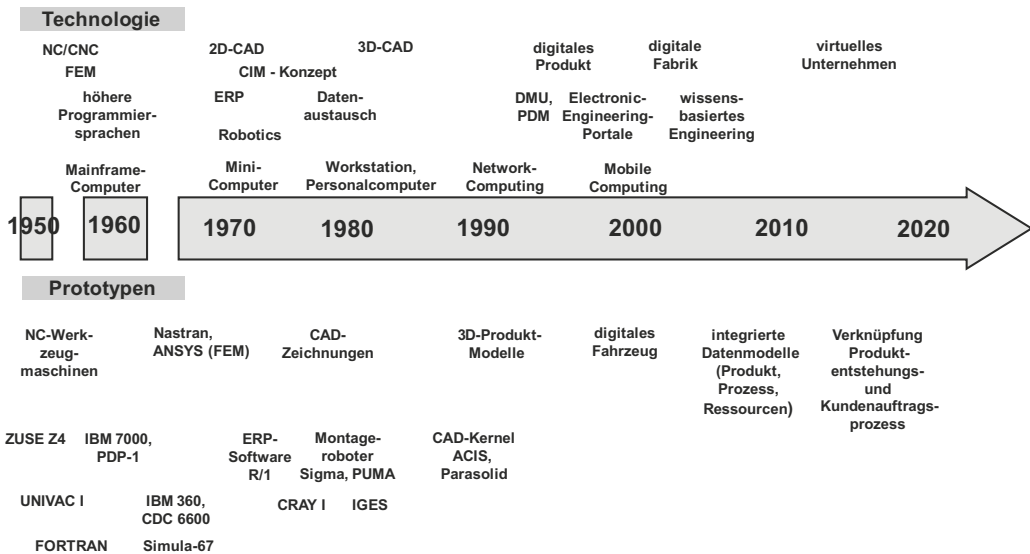 Technologie
NC/CNC
2D-CAD
3D-CAD
digitales
Produkt
digitale
Fabrik
virtuelles
Unternehmen
FEM
CIM - Konzept
höhere
Programmier-
sprachen
ERP
Daten-
austausch
DMU,
PDM
Electronic-
Engineering-
Portale
wissens-
basiertes
Engineering
Robotics
Mainframe-
Computer
Mini-
Computer
Workstation,
Personalcomputer
Network-
Computing
Mobile
Computing
1950
1960
1970
1980
1990
2000
2010
2020
Prototypen
NC-Werk-
zeug-
maschinen
Nastran,
ANSYS (FEM)
CAD-
Zeichnungen
3D-Produkt-
Modelle
digitales
Fahrzeug
integrierte
Datenmodelle
(Produkt,
Prozess,
Ressourcen)
Verknüpfung
Produkt-
entstehungs-
und
Kundenauftrags-
prozess
ZUSE Z4
IBM 7000,
PDP-1
ERP-
Software
R/1
Montage-
roboter
Sigma, PUMA
CAD-Kernel
ACIS,
Parasolid
UNIVAC I
IBM 360,
CDC 6600
CRAY I
IGES
FORTRAN
Simula-67